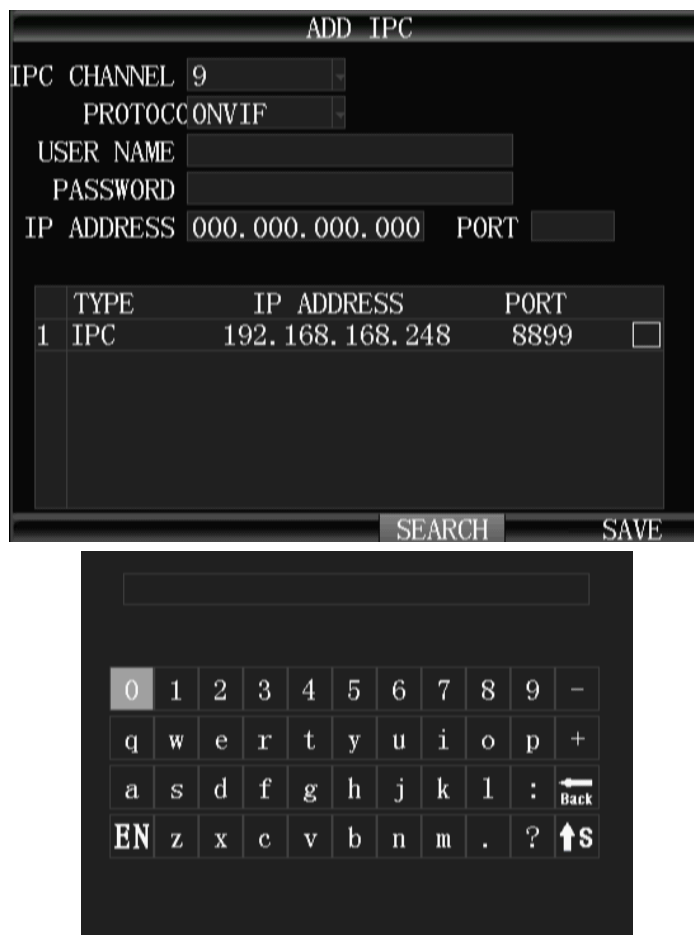 ADD IPC
IPC CHANNEL 9
PROTOCO ONVIF
USER NAME
PASSWORD
IP ADDRESS 000.000.000.000 PORT
TYPE IP ADDRESS PORT
1 IPC 192.168.168.248 8899
SEARCH SAVE
0 1 2 3 4 5 6 7 8 9 -
q w e r t y u i o p +
a s d f g h j k l : Back
EN z x c v b n m . ? S